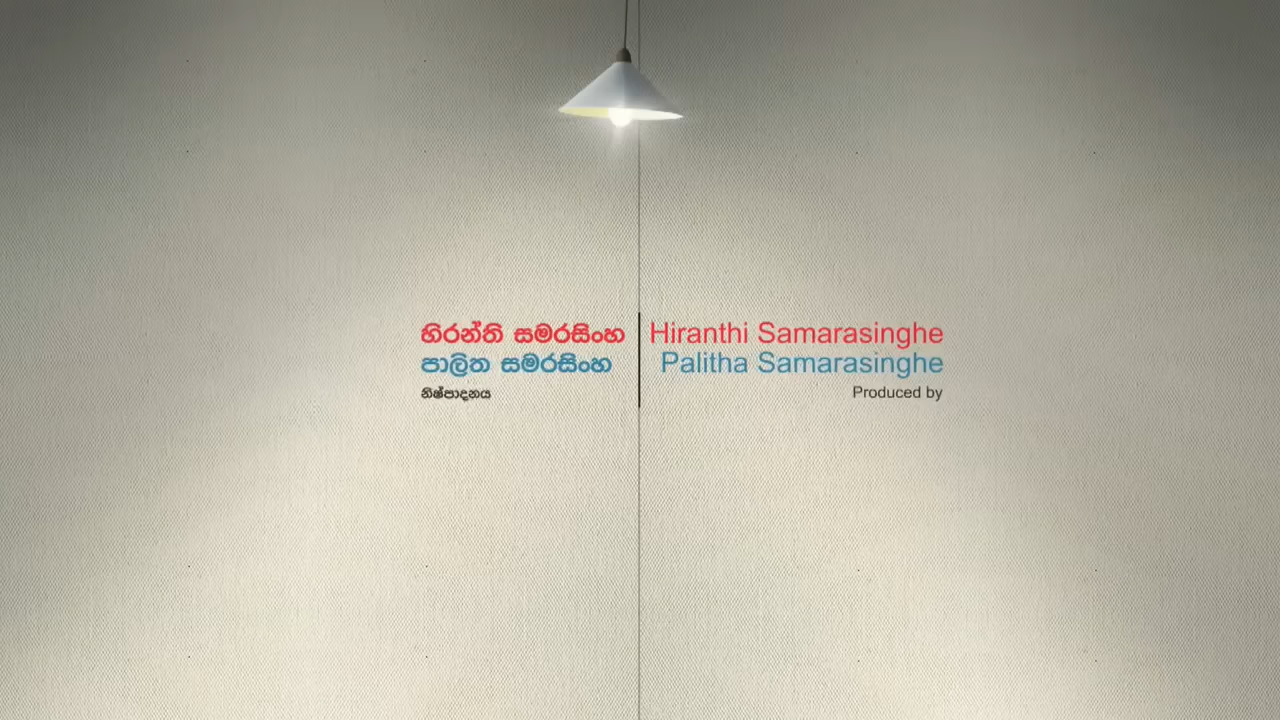 හිරන්ති සමරසිංහ
පාලිත සමරසිංහ
නිෂ්පාදනය
Hiranthi Samarasinghe
Palitha Samarasinghe
Produced by